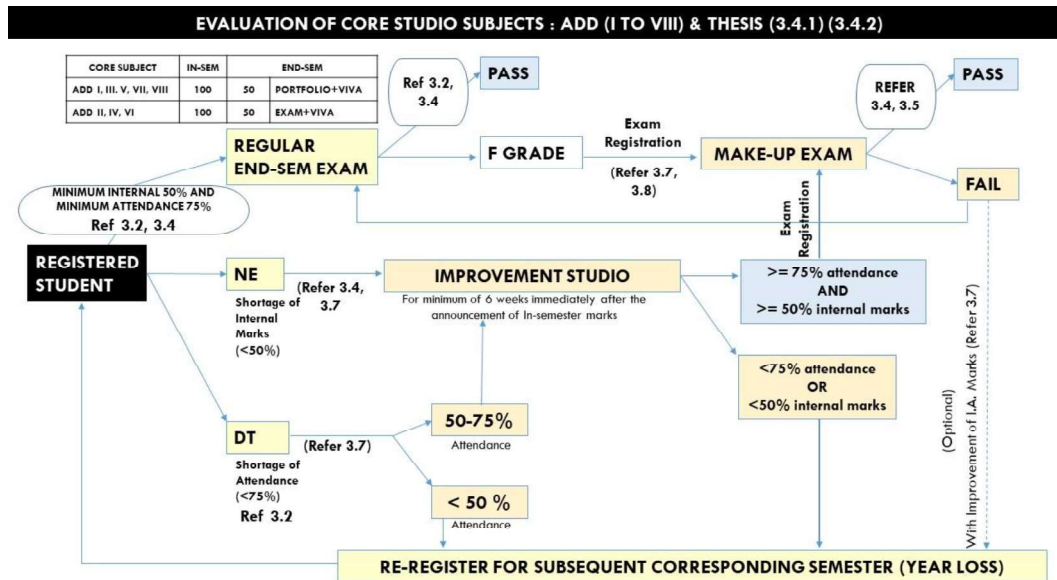 EVALUATION OF CORE STUDIO SUBJECTS : ADD (I TO VIII) & THESIS (3.4.1) (3.4.2)
CORE SUBJECT IN-SEM END-SEM
ADD I, III. V, VII, VIII 100 50 PORTFOLIO+VIVA
ADD II, IV, VI 100 50 EXAM+VIVA
Ref 3.2,
3.4
PASS
REFER
3.4, 3.5
PASS
REGULAR
END-SEM EXAM
F GRADE
Exam
Registration
(Refer 3.7,
3.8)
MAKE-UP EXAM
FAIL
MINIMUM INTERNAL 50% AND
MINIMUM ATTENDANCE 75%
Ref 3.2, 3.4
Exam
Registration
REGISTERED
STUDENT
NE
Shortage of
Internal
Marks
(<50%)
(Refer 3.4,
3.7
IMPROVEMENT STUDIO
For minimum of 6 weeks immediately after the
announcement of In-semester marks
>= 75% attendance
AND
>= 50% internal marks
<75% attendance
OR
<50% internal marks
(Optional)
With Improvement of I.A. Marks (Refer 3.7)
DT
Shortage of
Attendance
(<75%)
Ref 3.2
(Refer 3.7)
50-75%
Attendance
< 50 %
Attendance
RE-REGISTER FOR SUBSEQUENT CORRESPONDING SEMESTER (YEAR LOSS)